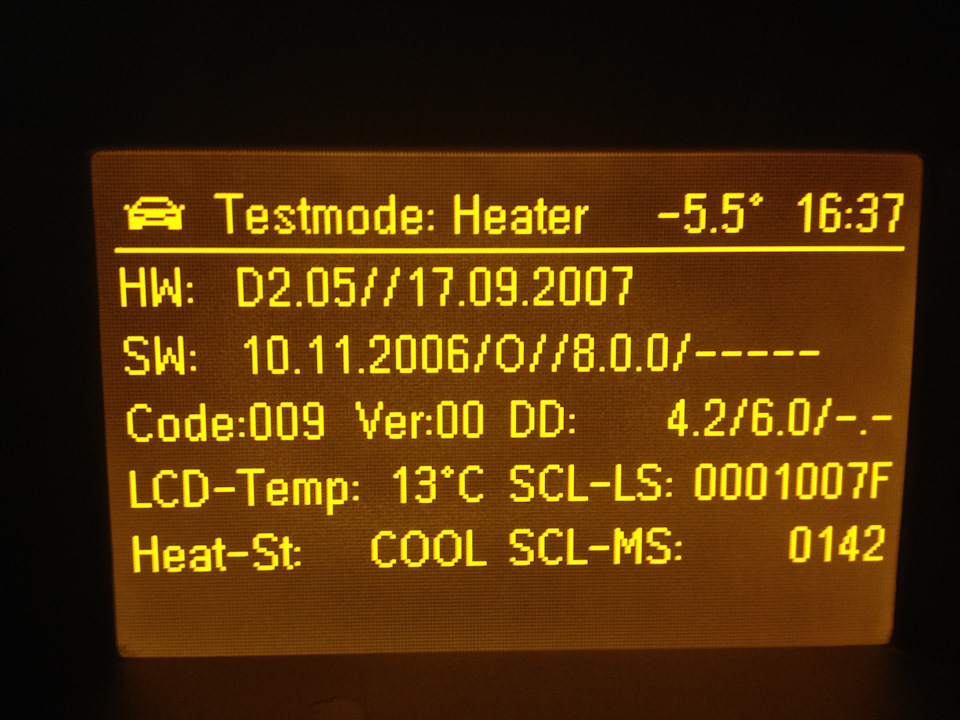 Testmode: Heater -5.5° 16:37
HW: D2.05//17.09.2007
SW: 10.11.2006/O//8.0.0/-----
Code:009 Ver:00 DD: 4.2/6.0/-.-
LCD-Temp: 13°C SCL-LS: 0001007F
Heat-St: COOL SCL-MS: 0142